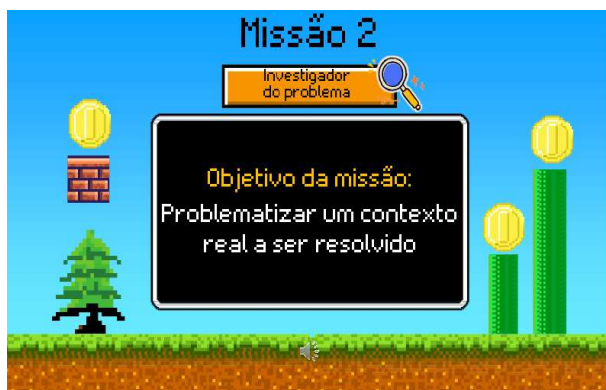 Missão 2
Investigador
do problema
Objetivo da missão:
Problematizar um contexto
real a ser resolvido